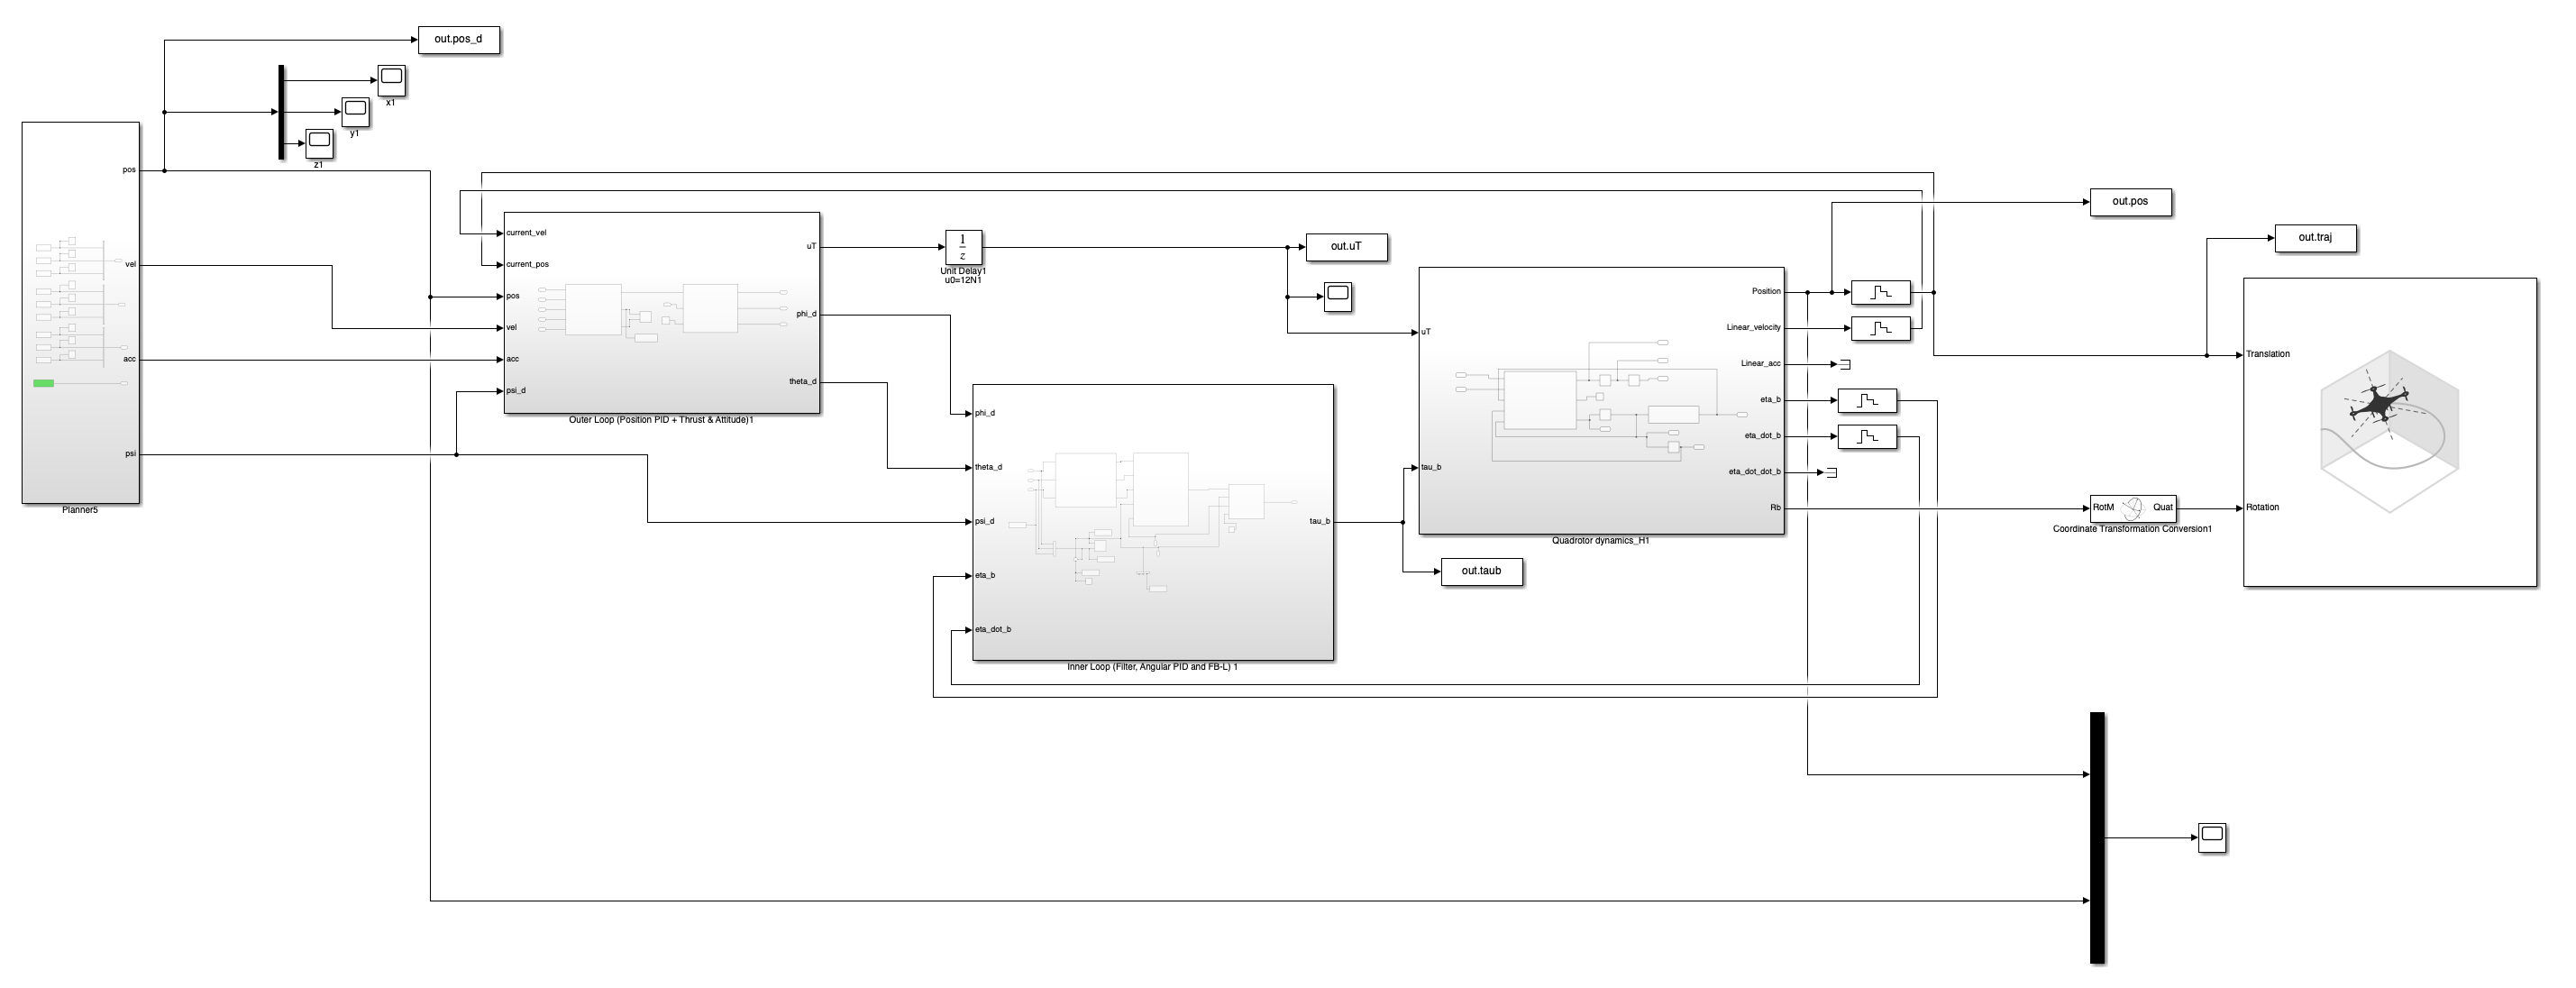 out.pos_d
x1
y1
z1
pos
vel
acc
psi
Planner5
current_vel
current_pos
pos
vel
acc
psi_d
uT
phi_d
theta_d
Outer Loop (Position PID + Thrust & Attitude)1
1
z
Unit Delay1
u0=12N1
out.uT
phi_d
theta_d
psi_d
eta_b
eta_dot_b
tau_b
Inner Loop (Filter, Angular PID and FB-L) 1
out.taub
uT
tau_b
Position
Linear_velocity
Linear_acc
eta_b
eta_dot_b
eta_dot_dot_b
Rb
Quadrotor dynamics_H1
out.pos
out.traj
RotM
Quat
Coordinate Transformation Conversion1
Translation
Rotation